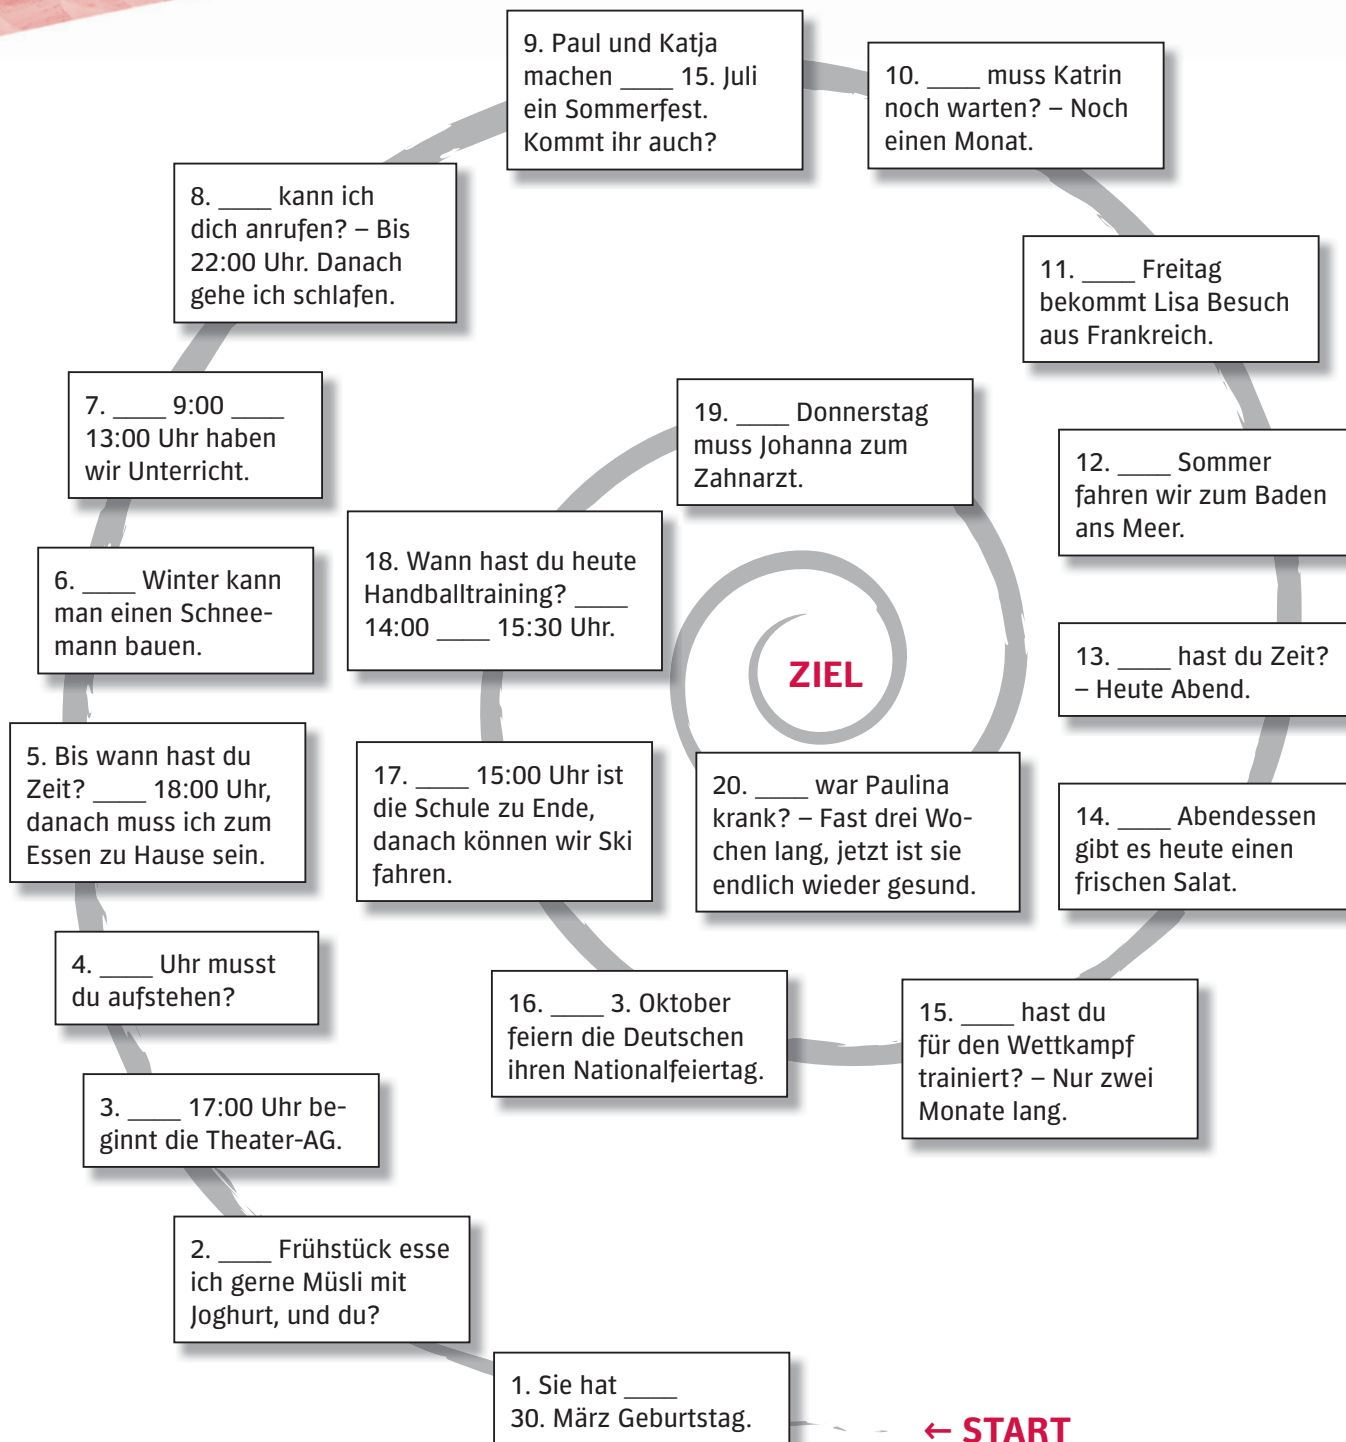 9. Paul und Katja
machen ____ 15. Juli
ein Sommerfest.
Kommt ihr auch?
10. ____ muss Katrin
noch warten? – Noch
einen Monat.
8. ____ kann ich
dich anrufen? – Bis
22:00 Uhr. Danach
gehe ich schlafen.
11. ____ Freitag
bekommt Lisa Besuch
aus Frankreich.
7. ____ 9:00 ____
13:00 Uhr haben
wir Unterricht.
19. ____ Donnerstag
muss Johanna zum
Zahnarzt.
12. ____ Sommer
fahren wir zum Baden
ans Meer.
6. ____ Winter kann
man einen Schnee-
mann bauen.
18. Wann hast du heute
Handballtraining? ____
14:00 ____ 15:30 Uhr.
ZIEL
13. ____ hast du Zeit?
– Heute Abend.
5. Bis wann hast du
Zeit? ____ 18:00 Uhr,
danach muss ich zum
Essen zu Hause sein.
17. ____ 15:00 Uhr ist
die Schule zu Ende,
danach können wir Ski
fahren.
20. ____ war Paulina
krank? – Fast drei Wo-
chen lang, jetzt ist sie
endlich wieder gesund.
14. ____ Abendessen
gibt es heute einen
frischen Salat.
4. ____ Uhr musst
du aufstehen?
16. ____ 3. Oktober
feiern die Deutschen
ihren Nationalfeiertag.
15. ____ hast du
für den Wettkampf
trainiert? – Nur zwei
Monate lang.
3. ____ 17:00 Uhr be-
ginnt die Theater-AG.
2. ____ Frühstück esse
ich gerne Müsli mit
Joghurt, und du?
1. Sie hat ____
30. März Geburtstag.
← START